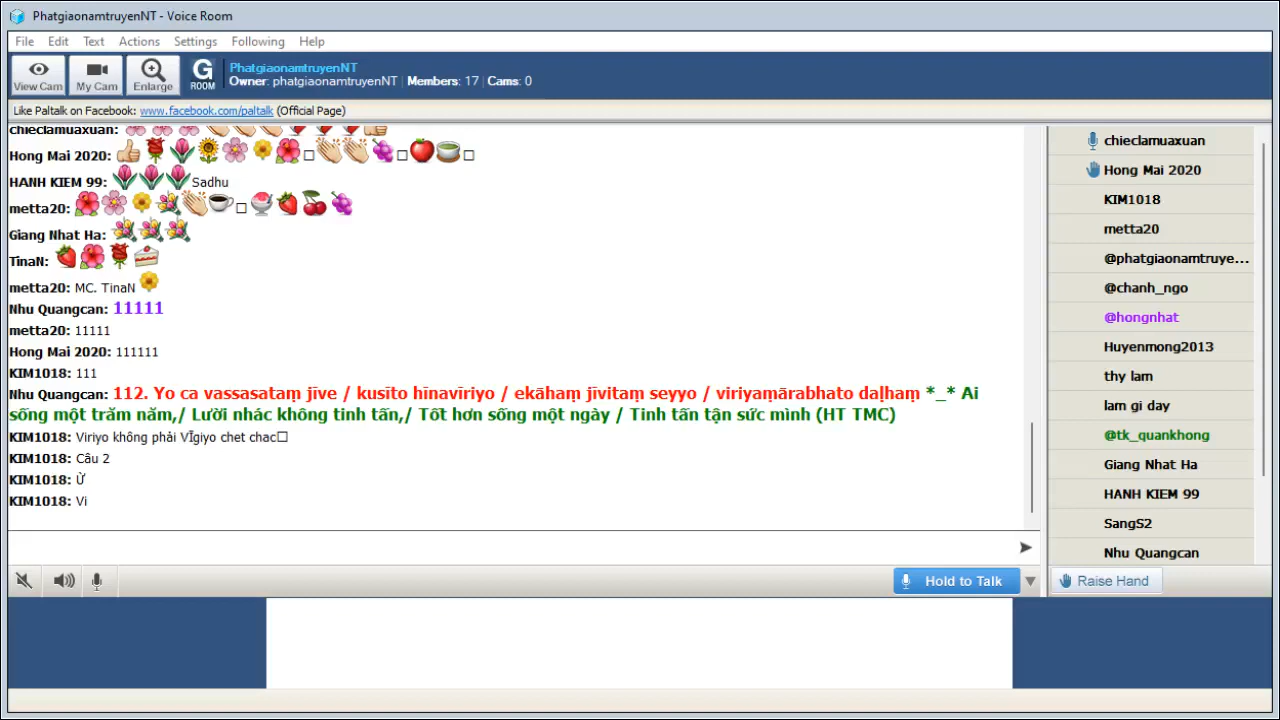 PhatgiaonamtruyenNT - Voice Room
File Edit Text Actions Settings Following Help
View Cam My Cam Enlarge G ROOM PhatgiaonamtruyenNT
Owner: phatgiaonamtruyenNT | Members: 17 | Cams: 0
Like Paltalk on Facebook: www.facebook.com/paltalk (Official Page)
chieclamuaxuan:
Hong Mai 2020:
HANH KIEM 99: Sadhu
metta20:
Giang Nhat Ha:
TinaN:
metta20: MC. TinaN
Nhu Quangcan: 11111
metta20: 11111
Hong Mai 2020: 111111
KIM1018: 111
Nhu Quangcan: 112. Yo ca vassasataṃ jīve / kusīto hīnavīriyo / ekāhaṃ jīvitaṃ seyyo / viriyaṃārabhato daḷhaṃ *_* Ai
sống một trăm năm,/ Lười nhác không tinh tấn,/ Tốt hơn sống một ngày / Tinh tấn tận sức mình (HT TMC)
KIM1018: Viriyo không phải VĪgiyo chet chac
KIM1018: Câu 2
KIM1018: Ừ
KIM1018: Vi
Hold to Talk
chieclamuaxuan
Hong Mai 2020
KIM1018
metta20
@phatgiaonamtruye...
@chanh_ngo
@hongnhat
Huyenmong2013
thy lam
lam gi day
@tk_quankhong
Giang Nhat Ha
HANH KIEM 99
SangS2
Nhu Quangcan
Raise Hand